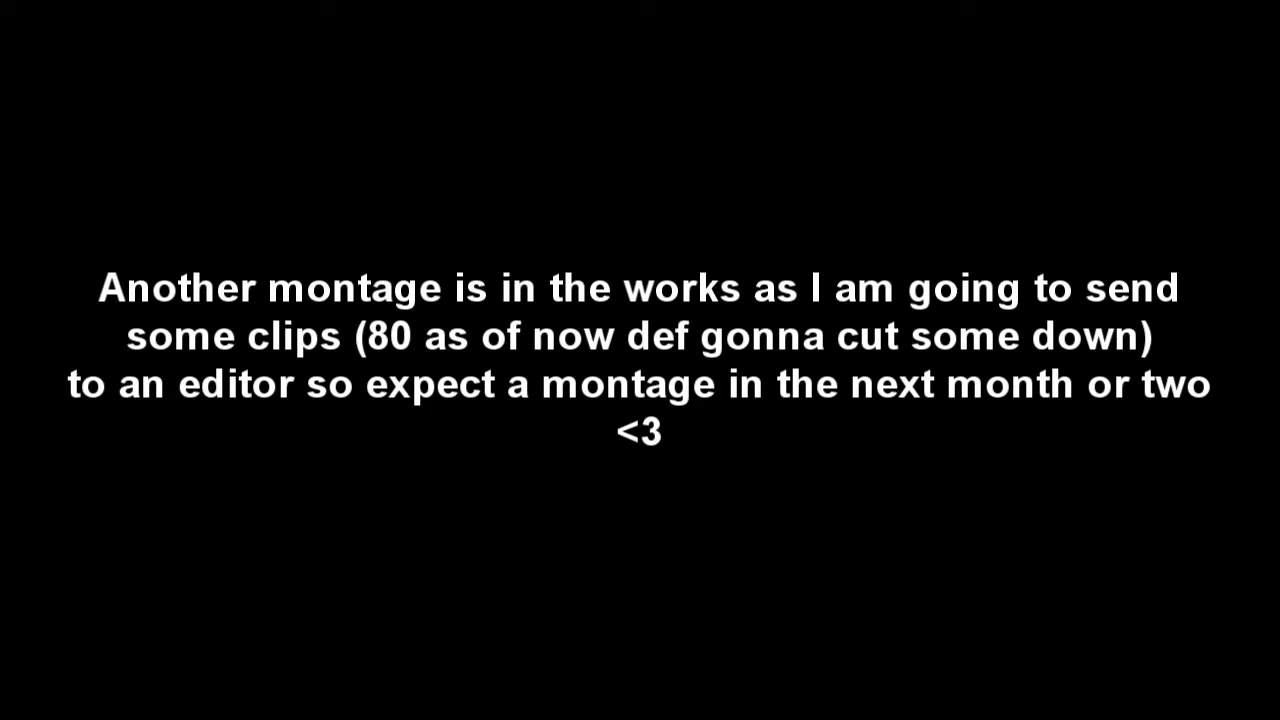 Another montage is in the works as I am going to send
some clips (80 as of now def gonna cut some down)
to an editor so expect a montage in the next month or two
<3